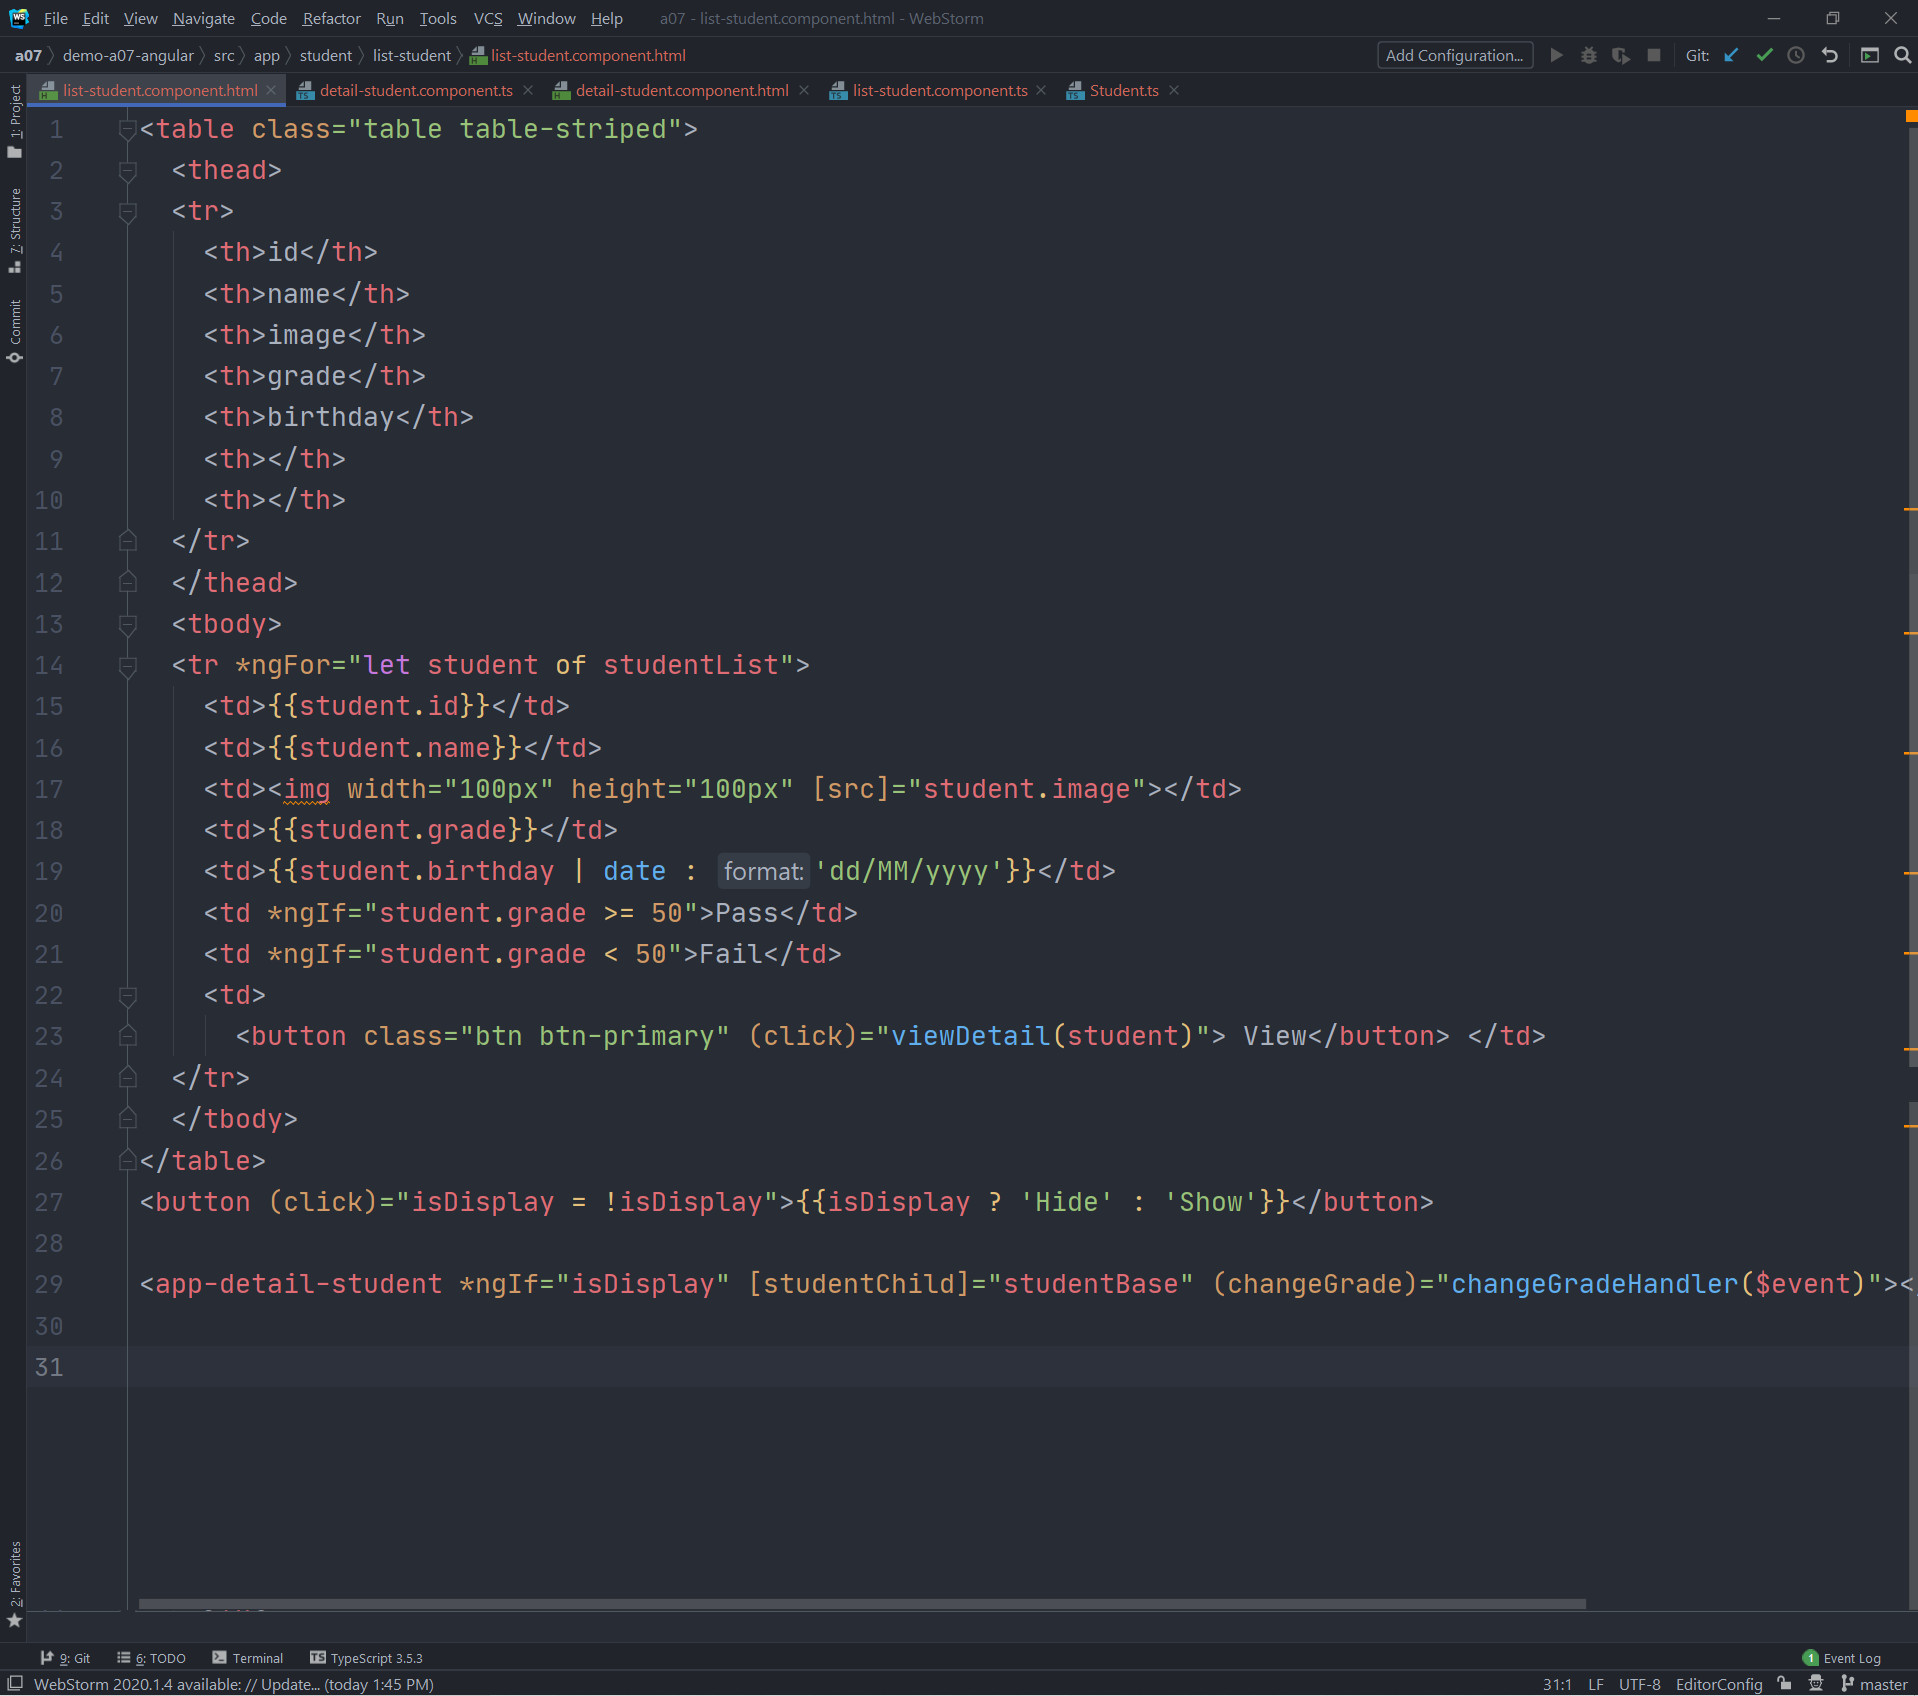 File Edit View Navigate Code Refactor Run Tools VCS Window Help a07 - list-student.component.html - WebStorm
a07 demo-a07-angular src app student list-student list-student.component.html Add Configuration... Git:
list-student.component.html detail-student.component.ts detail-student.component.html list-student.component.ts Student.ts
1: Project
7: Structure
Commit
2: Favorites
1 <table class="table table-striped">
2 <thead>
3 <tr>
4 <th>id</th>
5 <th>name</th>
6 <th>image</th>
7 <th>grade</th>
8 <th>birthday</th>
9 <th></th>
10 <th></th>
11 </tr>
12 </thead>
13 <tbody>
14 <tr *ngFor="let student of studentList">
15 <td>{{student.id}}</td>
16 <td>{{student.name}}</td>
17 <td><img width="100px" height="100px" [src]="student.image"></td>
18 <td>{{student.grade}}</td>
19 <td>{{student.birthday | date : format: 'dd/MM/yyyy'}}</td>
20 <td *ngIf="student.grade >= 50">Pass</td>
21 <td *ngIf="student.grade < 50">Fail</td>
22 <td>
23 <button class="btn btn-primary" (click)="viewDetail(student)"> View</button> </td>
24 </tr>
25 </tbody>
26 </table>
27 <button (click)="isDisplay = !isDisplay">{{isDisplay ? 'Hide' : 'Show'}}</button>
28
29 <app-detail-student *ngIf="isDisplay" [studentChild]="studentBase" (changeGrade)="changeGradeHandler($event)"><
30
31
9: Git 6: TODO Terminal TypeScript 3.5.3 1 Event Log
WebStorm 2020.1.4 available: // Update... (today 1:45 PM) 31:1 LF UTF-8 EditorConfig master